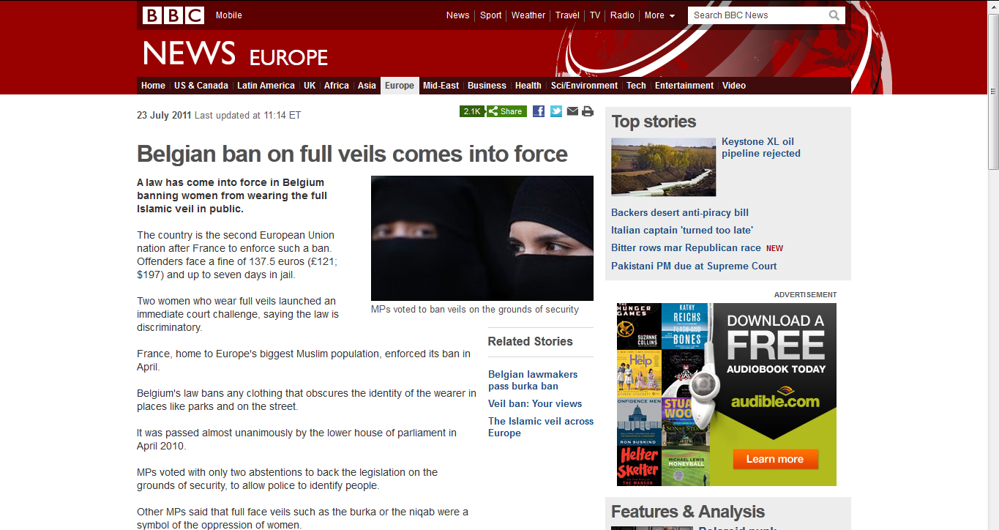 BBC Mobile News Sport Weather Travel TV Radio More Search BBC News
NEWS EUROPE
Home US & Canada Latin America UK Africa Asia Europe Mid-East Business Health Sci/Environment Tech Entertainment Video
23 July 2011 Last updated at 11:14 ET
2.1K Share
Belgian ban on full veils comes into force
A law has come into force in Belgium
banning women from wearing the full
Islamic veil in public.
The country is the second European Union
nation after France to enforce such a ban.
Offenders face a fine of 137.5 euros (£121;
$197) and up to seven days in jail.
Two women who wear full veils launched an
immediate court challenge, saying the law is
discriminatory.
France, home to Europe's biggest Muslim population, enforced its ban in
April.
Belgium's law bans any clothing that obscures the identity of the wearer in
places like parks and on the street.
It was passed almost unanimously by the lower house of parliament in
April 2010.
MPs voted with only two abstentions to back the legislation on the
grounds of security, to allow police to identify people.
Other MPs said that full face veils such as the burka or the niqab were a
symbol of the oppression of women.
MPs voted to ban veils on the grounds of security
Related Stories
Belgian lawmakers
pass burka ban
Veil ban: Your views
The Islamic veil across
Europe
Top stories
Keystone XL oil
pipeline rejected
Backers desert anti-piracy bill
Italian captain 'turned too late'
Bitter rows mar Republican race NEW
Pakistani PM due at Supreme Court
ADVERTISEMENT
HUNGER
GAMES
SUZANNE
COLLINS
KATHY
REICHS
FLASH AND
BONES
Help
KATHRYN STOCKETT
CONFIDENCE MEN
RON SUSKIND
STUA
WOO
Helter
Skelter
THE MANSON
MICHAEL LEWIS
MONEYBALL
DOWNLOAD A
FREE
AUDIOBOOK TODAY
audible.com
Learn more
Features & Analysis